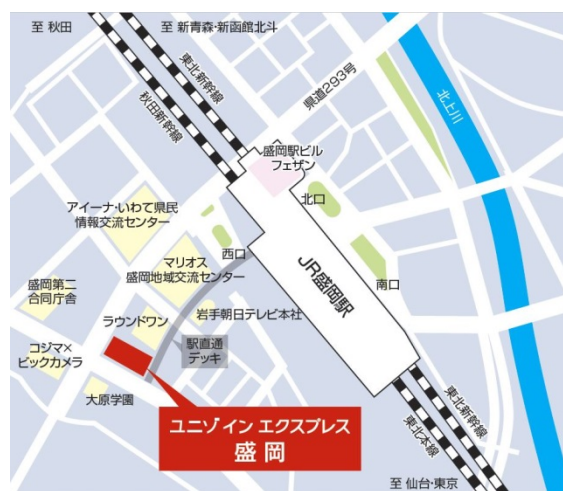 至 秋田
至 新青森・新函館北斗
東北新幹線
秋田新幹線
県道293号
北上川
盛岡駅ビル
フェザン
北口
アイーナ・いわて県民
情報交流センター
西口
マリオス
盛岡地域交流センター
JR盛岡駅
南口
盛岡第二
合同庁舎
ラウンドワン
岩手朝日テレビ本社
駅直通
デッキ
コジマ×
ビックカメラ
大原学園
ユニゾ イン エクスプレス
盛岡
東北新幹線
東北本線
至 仙台・東京